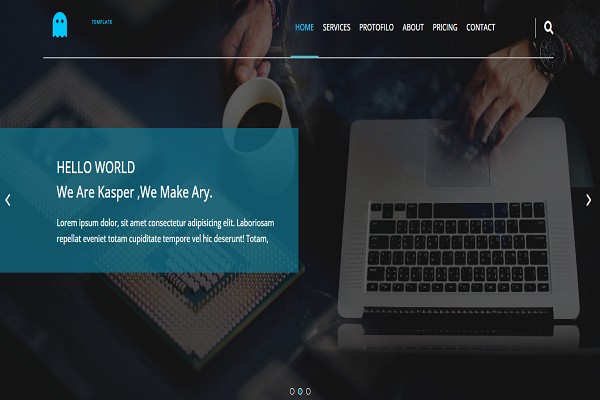 TEMPLATE
HOME SERVICES PROTOFILO ABOUT PRICING CONTACT
HELLO WORLD
We Are Kasper ,We Make Ary.
Lorem ipsum dolor, sit amet consectetur adipisicing elit. Laboriosam
repellat eveniet totam cupiditate tempore vel hic deserunt! Totam,